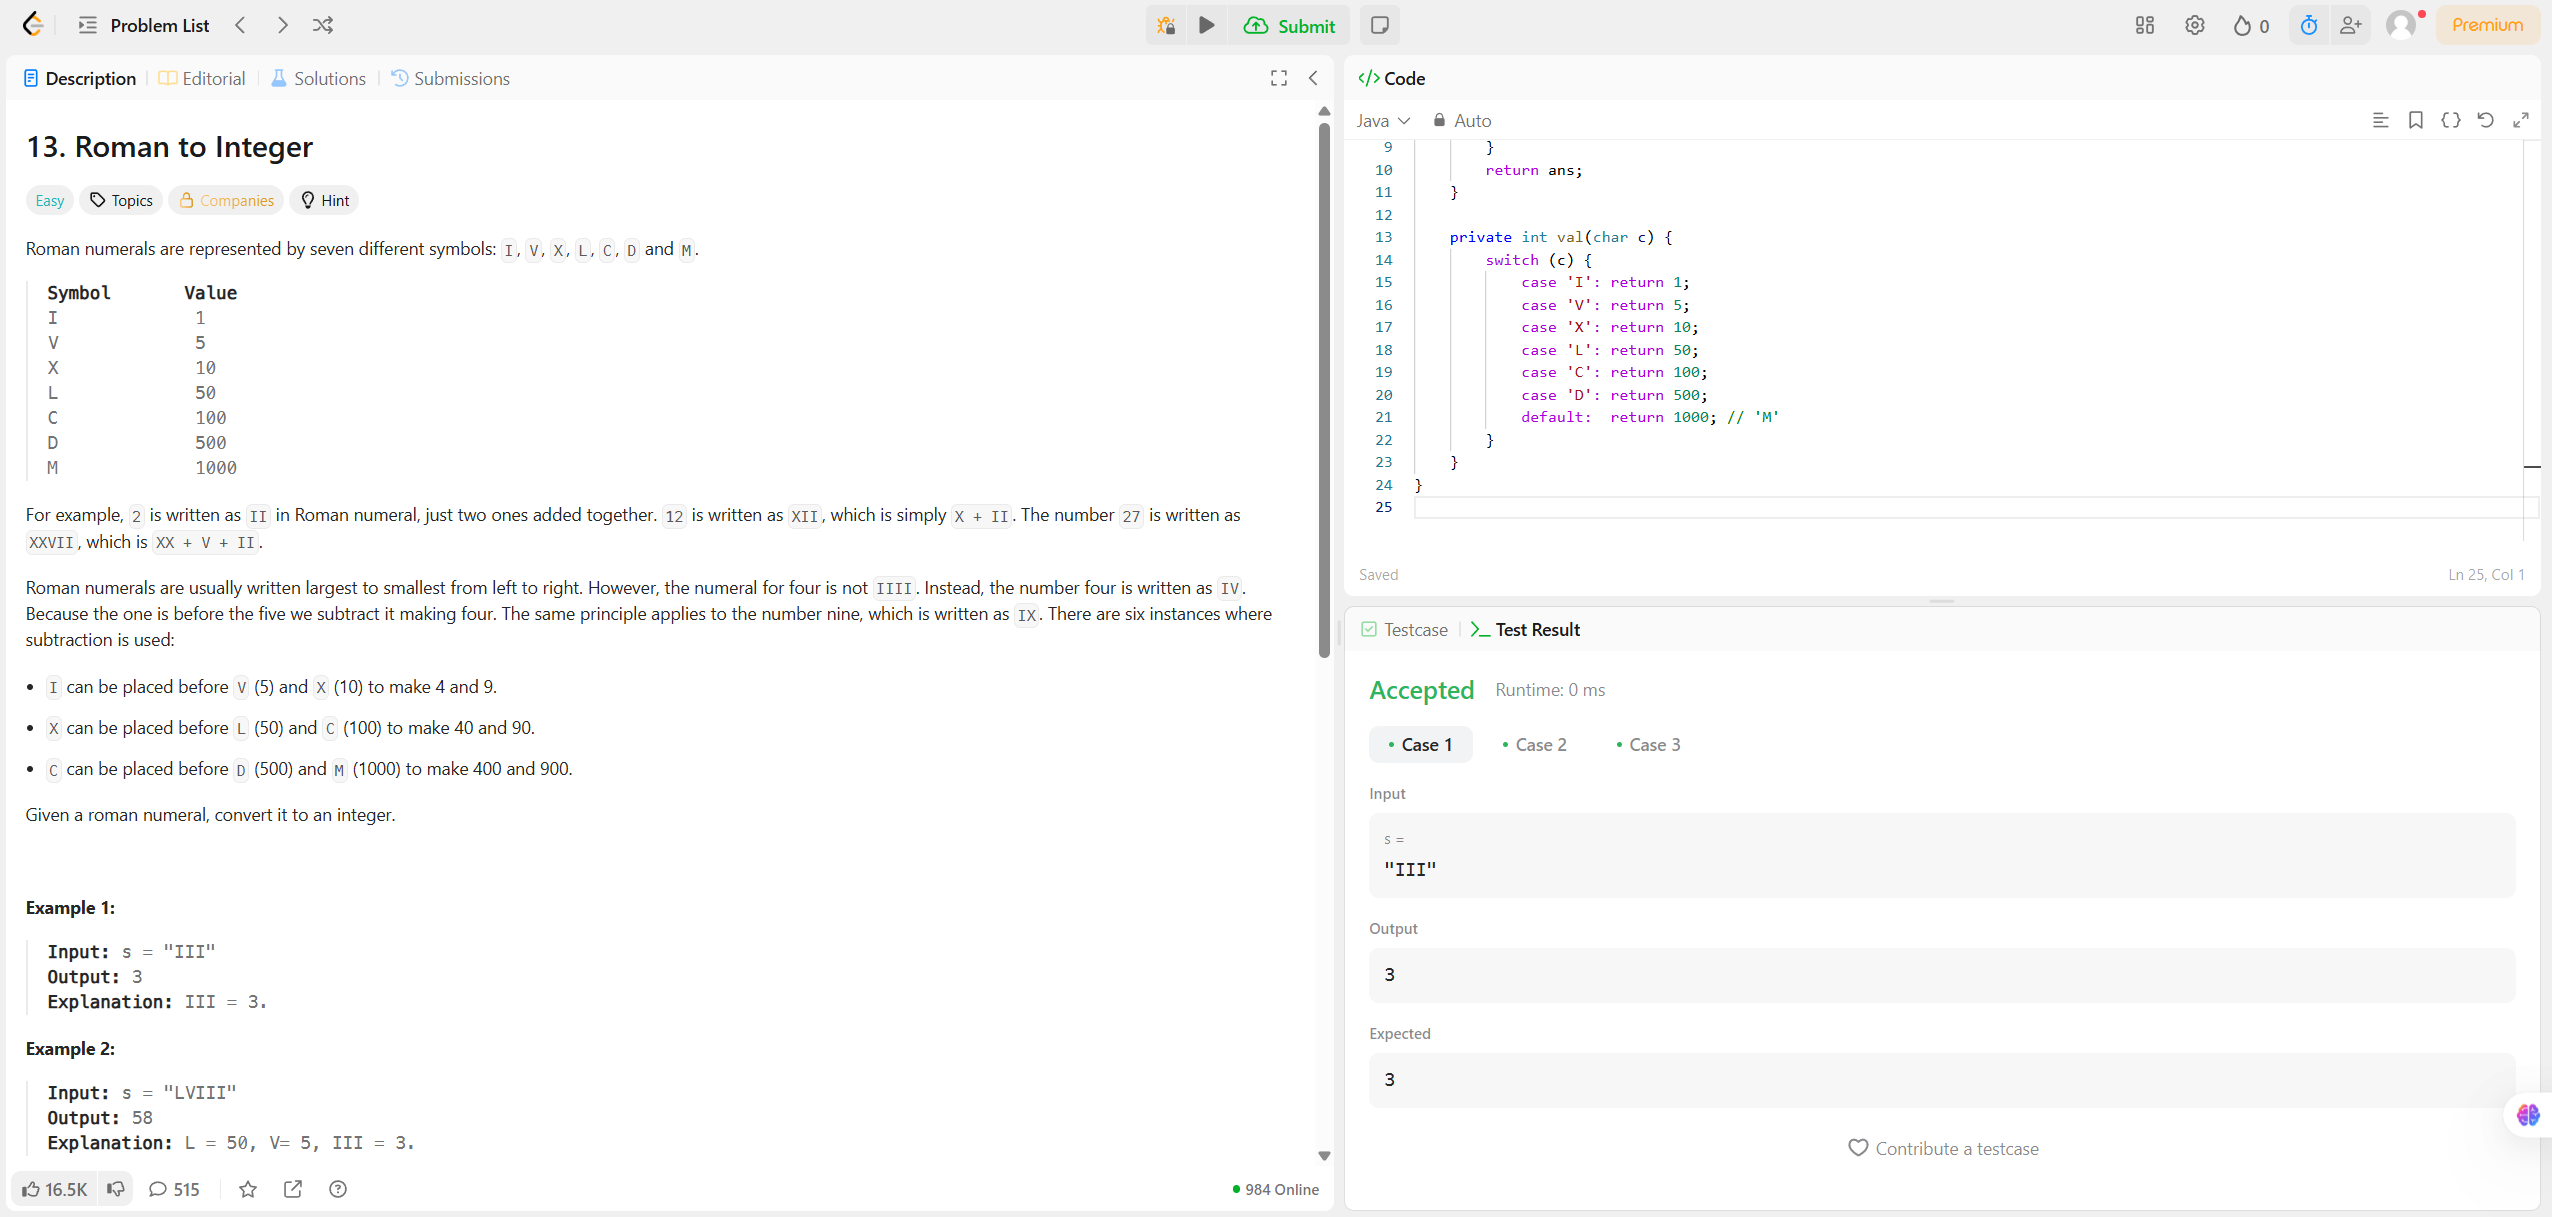 Problem List
Submit
0
Premium
Description
Editorial
Solutions
Submissions
13. Roman to Integer
Easy
Topics
Companies
Hint
Roman numerals are represented by seven different symbols: I, V, X, L, C, D and M.
Symbol Value
I 1
V 5
X 10
L 50
C 100
D 500
M 1000
For example, 2 is written as II in Roman numeral, just two ones added together. 12 is written as XII, which is simply X + II. The number 27 is written as
XXVII, which is XX + V + II.
Roman numerals are usually written largest to smallest from left to right. However, the numeral for four is not IIII. Instead, the number four is written as IV.
Because the one is before the five we subtract it making four. The same principle applies to the number nine, which is written as IX. There are six instances where
subtraction is used:
• I can be placed before V (5) and X (10) to make 4 and 9.
• X can be placed before L (50) and C (100) to make 40 and 90.
• C can be placed before D (500) and M (1000) to make 400 and 900.
Given a roman numeral, convert it to an integer.
Example 1:
Input: s = "III"
Output: 3
Explanation: III = 3.
Example 2:
Input: s = "LVIII"
Output: 58
Explanation: L = 50, V= 5, III = 3.
16.5K
515
984 Online
</> Code
Java
Auto
9 }
10 return ans;
11 }
12
13 private int val(char c) {
14 switch (c) {
15 case 'I': return 1;
16 case 'V': return 5;
17 case 'X': return 10;
18 case 'L': return 50;
19 case 'C': return 100;
20 case 'D': return 500;
21 default: return 1000; // 'M'
22 }
23 }
24 }
25
Saved
Ln 25, Col 1
Testcase
Test Result
Accepted
Runtime: 0 ms
Case 1
Case 2
Case 3
Input
s =
"III"
Output
3
Expected
3
Contribute a testcase